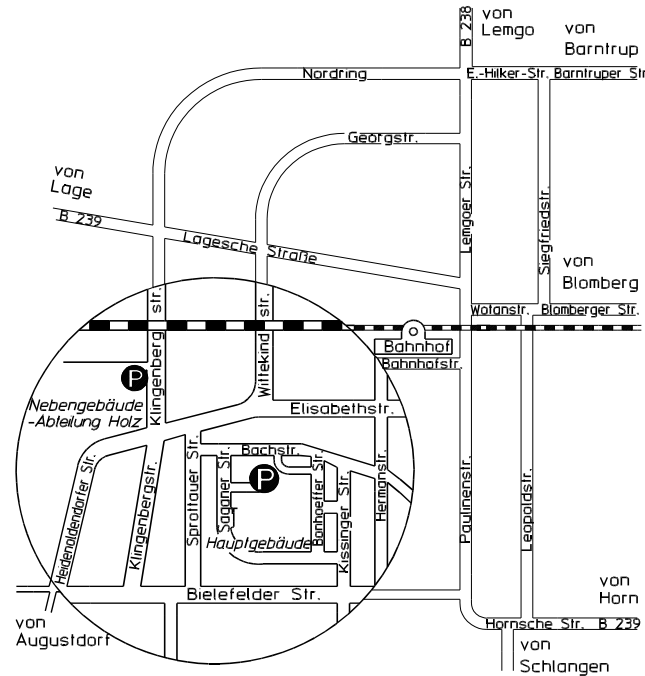 von
Lemgo
B 238
von
Barntrup
Nordring
E.-Hilker-Str.
Barntruper Str
Georgstr.
von
Lage
B 239
Lagesche Straße
Lemgoer Str.
Siegfriedstr.
von
Blomberg
Wotanstr.
Blomberger Str.
Klingenberg str.
Wittekind str.
Bahnhof
Bahnhofstr.
P
Nebengebäude
-Abteilung Holz
Elisabethstr.
Heidenoldendorfer Str.
Klingenbergstr.
Sprottauer Str.
Saganer Str.
Bachstr.
P
Hauptgebäude
Bonhoeffer Str.
Kissinger Str.
Hermanstr.
Paulinenstr.
Leopoldstr.
Bielefelder Str.
von
Augustdorf
von
Horn
Hornsche Str.
B 239
von
Schlangen